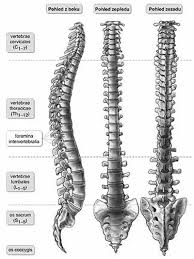 Pohled z boku
Pohled zepředu
Pohled zezadu
vertebrae
cervicales
(C₁₋₇)
vertebrae
thoracicae
(Th₁₋₁₂)
foramina
intervertebralia
vertebrae
lumbales
(L₁₋₅)
os sacrum
(S₁₋₅)
os coccygis